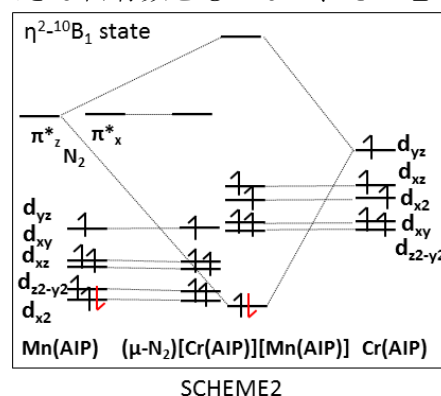 η²-¹⁰B₁ state
π*z
N₂
π*x
dyz
dxy
dxz
dz2-y2
dx2
dyz
dxz
dx2
dxy
dz2-y2
Mn(AIP) (μ-N₂)[Cr(AIP)][Mn(AIP)] Cr(AIP)
SCHEME2